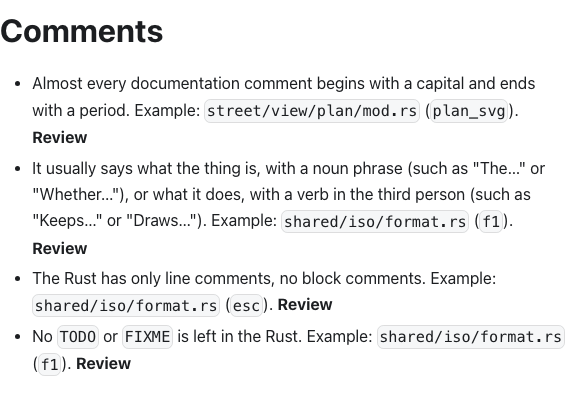 Comments
• Almost every documentation comment begins with a capital and ends
with a period. Example: street/view/plan/mod.rs (plan_svg).
Review
• It usually says what the thing is, with a noun phrase (such as "The…" or
"Whether…"), or what it does, with a verb in the third person (such as
"Keeps…" or "Draws…"). Example: shared/iso/format.rs (f1).
Review
• The Rust has only line comments, no block comments. Example:
shared/iso/format.rs (esc). Review
• No TODO or FIXME is left in the Rust. Example: shared/iso/format.rs
(f1). Review